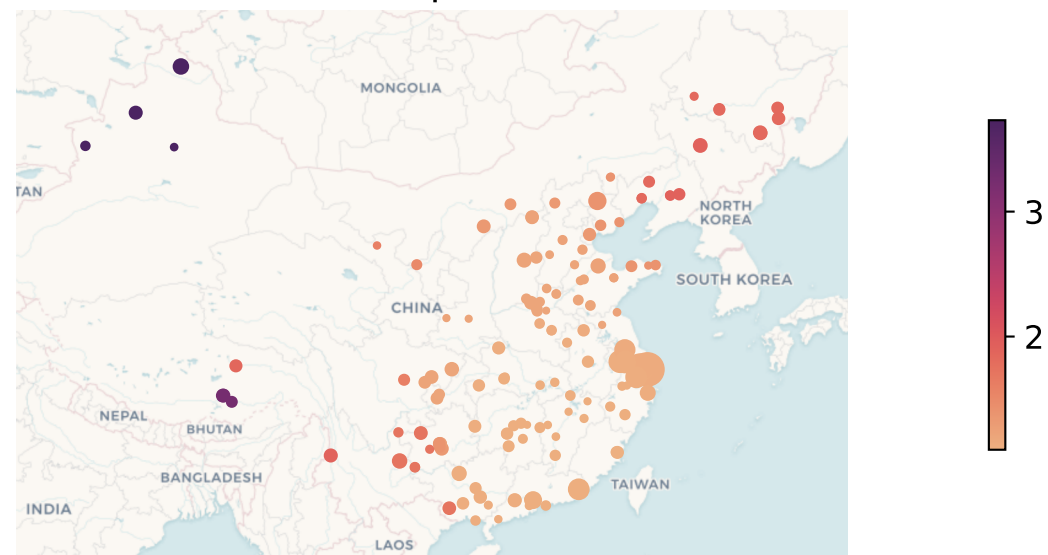 MONGOLIA
TAN
NORTH
KOREA
SOUTH KOREA
CHINA
NEPAL
BHUTAN
BANGLADESH
TAIWAN
INDIA
LAOS
3
2